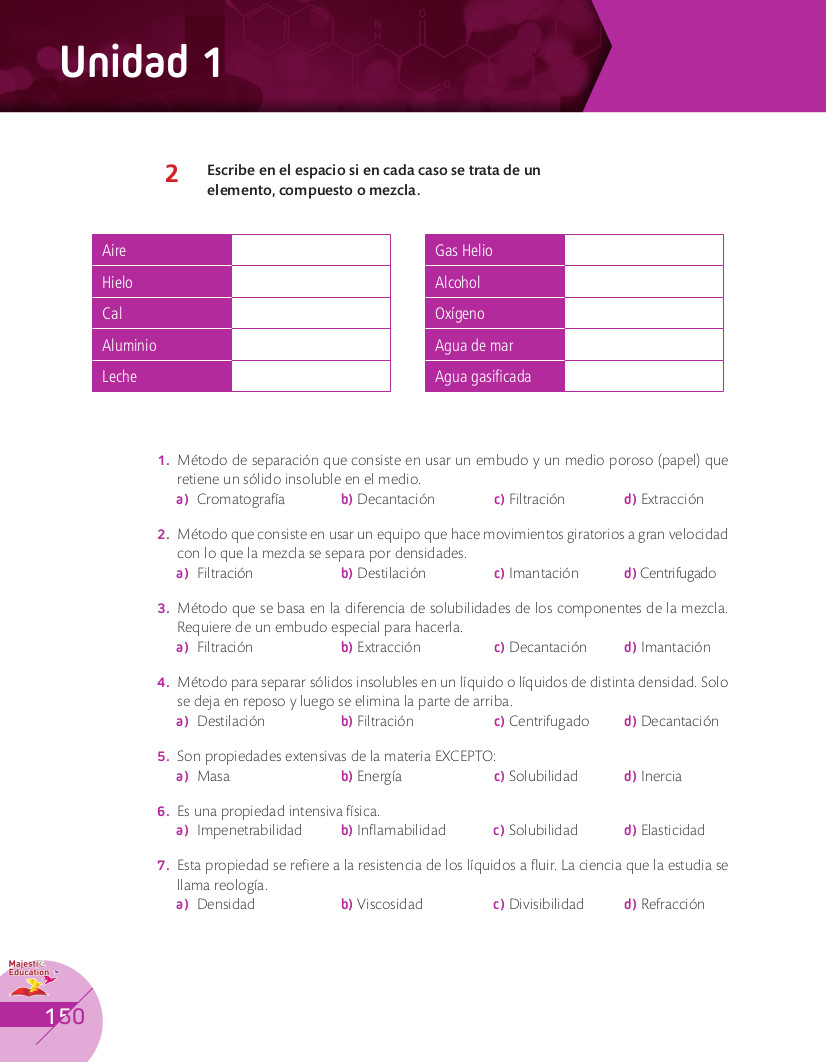 Unidad 1
2
Escribe en el espacio si en cada caso se trata de un
elemento, compuesto o mezcla.
Aire
Hielo
Cal
Aluminio
Leche
Gas Helio
Alcohol
Oxígeno
Agua de mar
Agua gasificada
1. Método de separación que consiste en usar un embudo y un medio poroso (papel) que
retiene un sólido insoluble en el medio.
a) Cromatografía b) Decantación c) Filtración d) Extracción
2. Método que consiste en usar un equipo que hace movimientos giratorios a gran velocidad
con lo que la mezcla se separa por densidades.
a) Filtración b) Destilación c) Imantación d) Centrifugado
3. Método que se basa en la diferencia de solubilidades de los componentes de la mezcla.
Requiere de un embudo especial para hacerla.
a) Filtración b) Extracción c) Decantación d) Imantación
4. Método para separar sólidos insolubles en un líquido o líquidos de distinta densidad. Solo
se deja en reposo y luego se elimina la parte de arriba.
a) Destilación b) Filtración c) Centrifugado d) Decantación
5. Son propiedades extensivas de la materia EXCEPTO:
a) Masa b) Energía c) Solubilidad d) Inercia
6. Es una propiedad intensiva física.
a) Impenetrabilidad b) Inflamabilidad c) Solubilidad d) Elasticidad
7. Esta propiedad se refiere a la resistencia de los líquidos a fluir. La ciencia que la estudia se
llama reología.
a) Densidad b) Viscosidad c) Divisibilidad d) Refracción
Majestic
Education
150